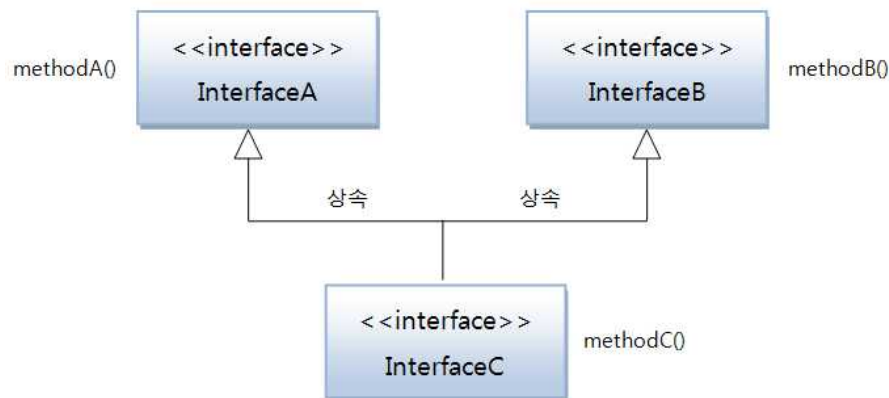 <<interface>>
InterfaceA
methodA()
<<interface>>
InterfaceB
methodB()
상속
상속
<<interface>>
InterfaceC
methodC()